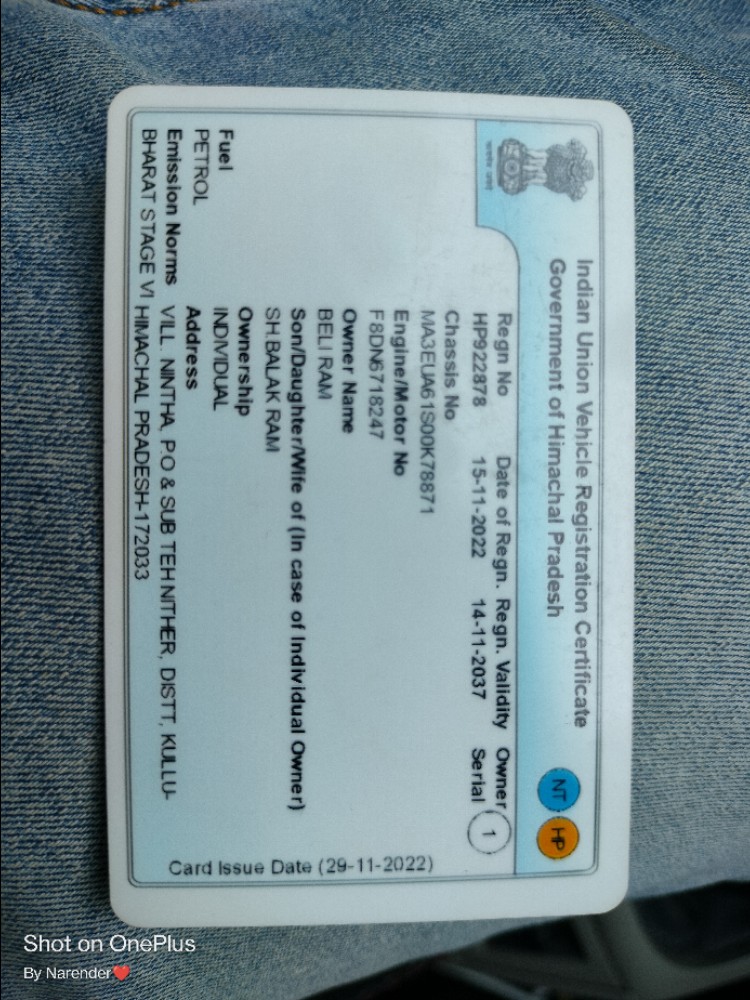 Indian Union Vehicle Registration Certificate
Government of Himachal Pradesh
NT HP
Regn No Date of Regn. Regn. Validity Owner
HP922878 15-11-2022 14-11-2037 Serial 1
Chassis No
MA3EUA61S00K78871
Engine/Motor No
F8DN6718247
Owner Name
BELI RAM
Son/Daughter/Wife of (In case of Individual Owner)
SH.BALAK RAM
Fuel
PETROL
Ownership
INDIVIDUAL
Emission Norms
BHARAT STAGE VI
Address
VILL. NINTHA, P.O & SUB TEH NITHER, DISTT, KULLU-
HIMACHAL PRADESH-172033
Card Issue Date (29-11-2022)
Shot on OnePlus
By Narender❤️